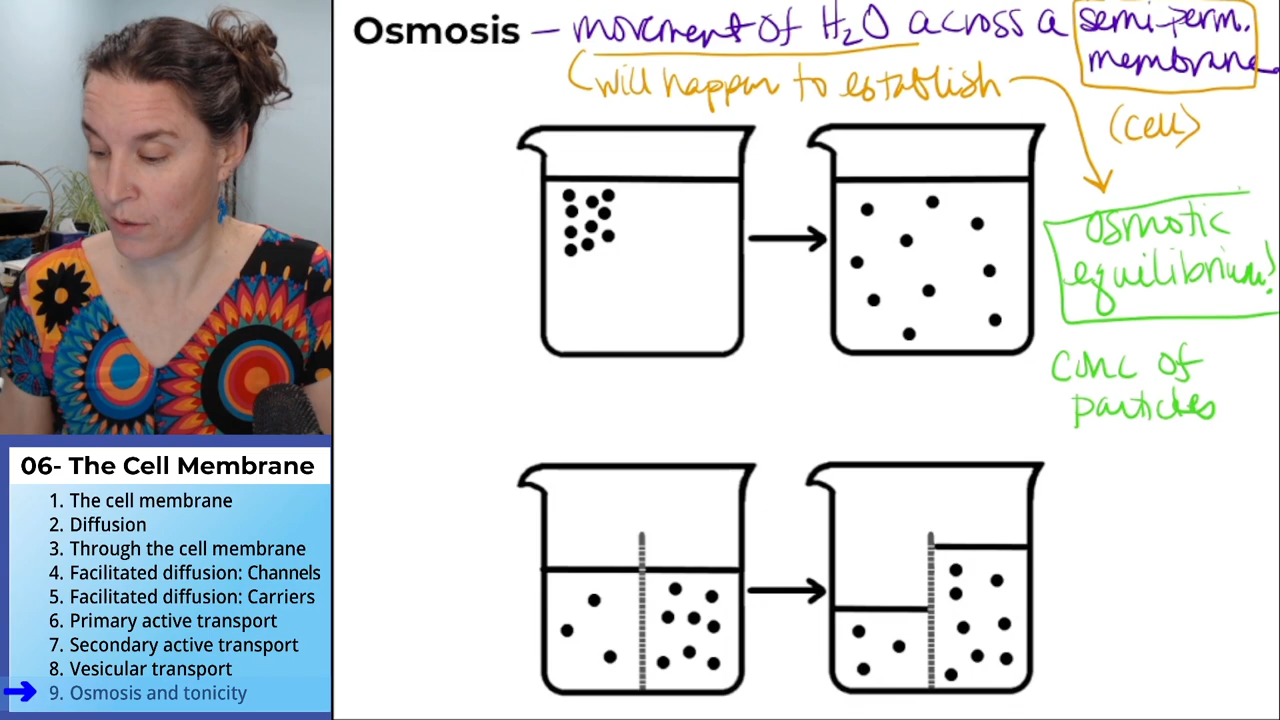 Osmosis – movement of H₂O across a semi-perm.
membrane
(will happen to establish
(cell)
osmotic
equilibrium!
conc of
particles
06- The Cell Membrane
1. The cell membrane
2. Diffusion
3. Through the cell membrane
4. Facilitated diffusion: Channels
5. Facilitated diffusion: Carriers
6. Primary active transport
7. Secondary active transport
8. Vesicular transport
9. Osmosis and tonicity